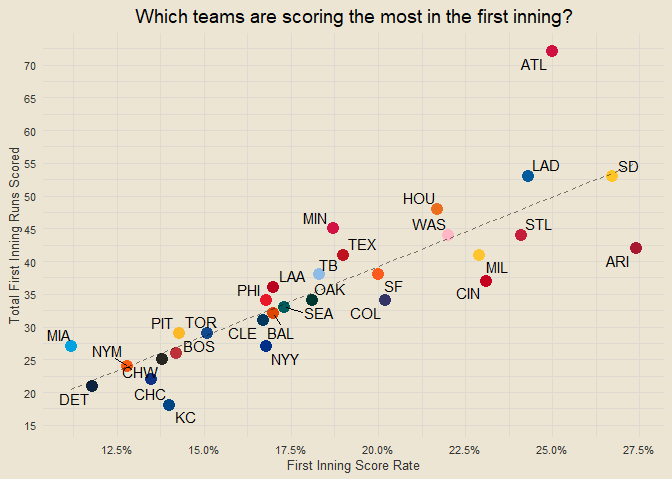 Which teams are scoring the most in the first inning?
Total First Inning Runs Scored
70
65
60
55
50
45
40
35
30
25
20
15
ATL
LAD
SD
HOU
MIN
WAS
STL
TEX
ARI
TB
MIL
LAA
SF
CIN
PHI
OAK
SEA
COL
PIT
TOR
CLE
BAL
MIA
NYM
BOS
NYY
CHW
DET
CHC
KC
12.5%
15.0%
17.5%
20.0%
22.5%
25.0%
27.5%
First Inning Score Rate